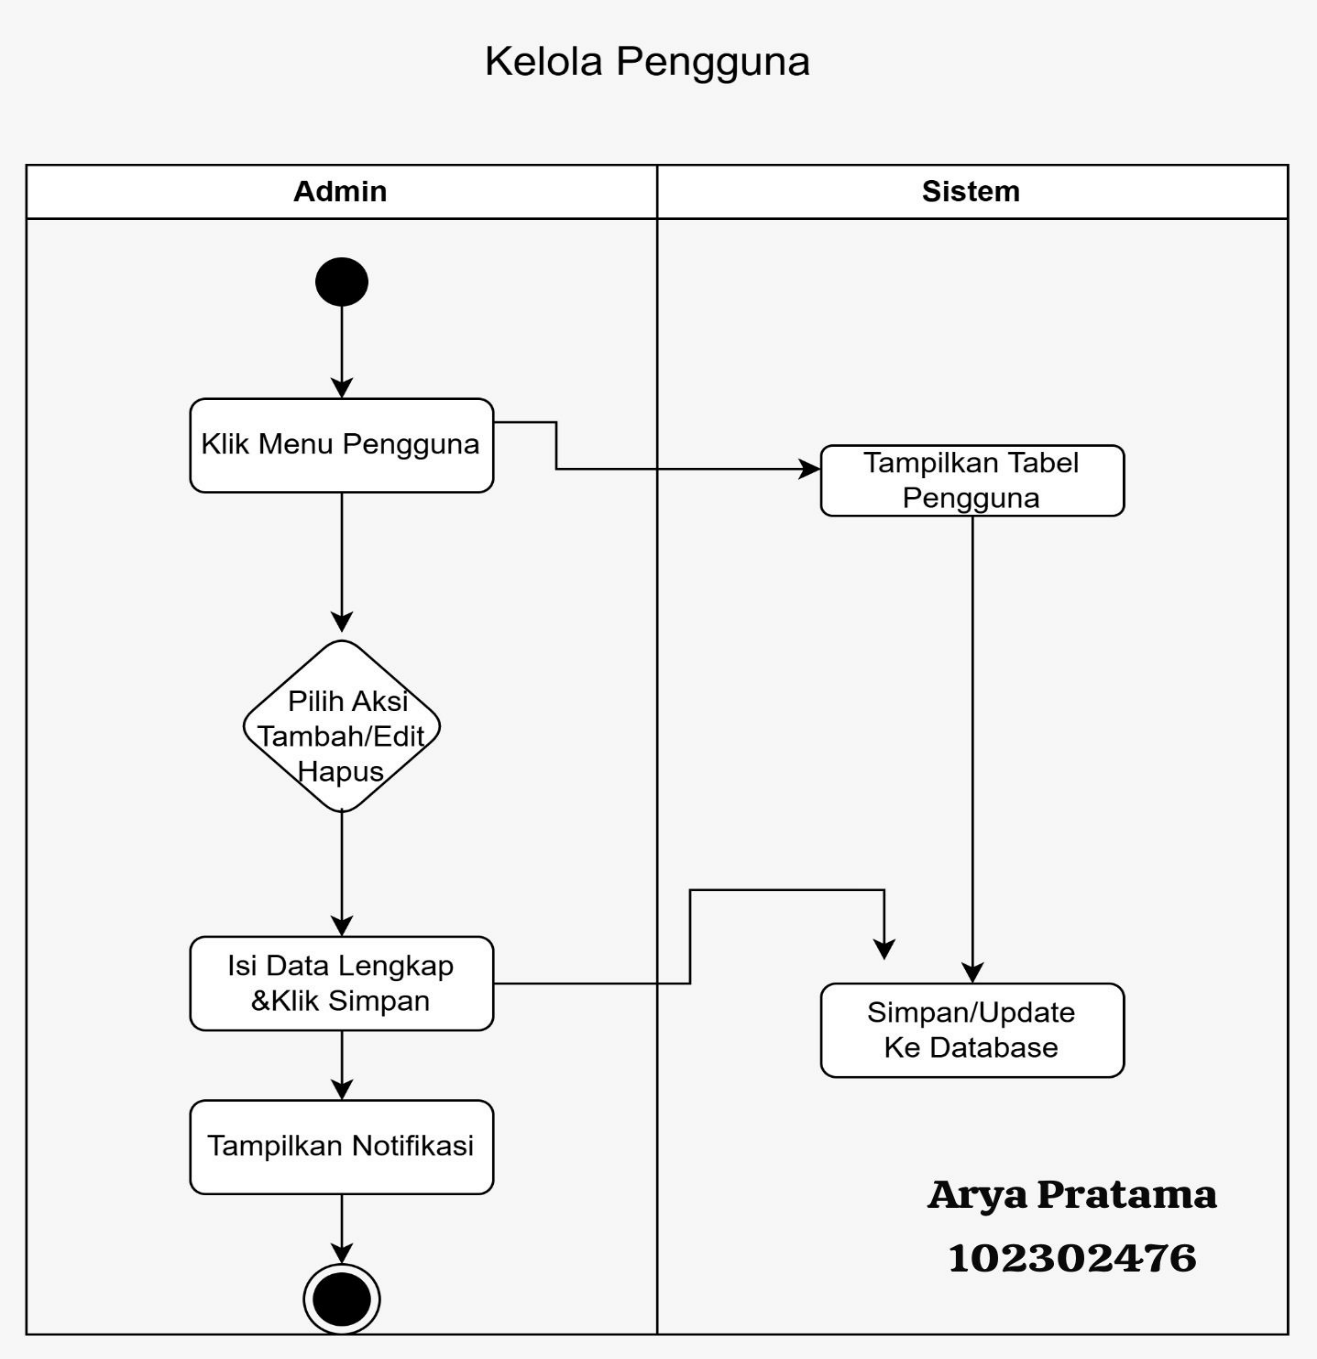 Kelola Pengguna
Admin
Sistem
Klik Menu Pengguna
Tampilkan Tabel
Pengguna
Pilih Aksi
Tambah/Edit
Hapus
Isi Data Lengkap
&Klik Simpan
Simpan/Update
Ke Database
Tampilkan Notifikasi
Arya Pratama
102302476